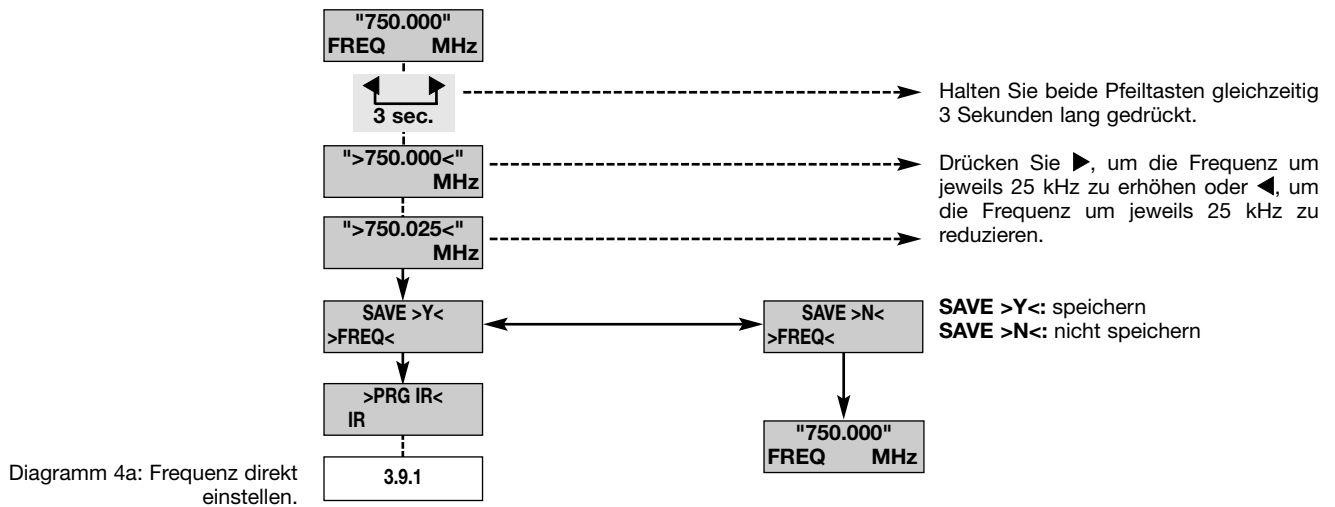 "750.000"
FREQ MHz
3 sec.
Halten Sie beide Pfeiltasten gleichzeitig
3 Sekunden lang gedrückt.
">750.000<"
MHz
Drücken Sie ▶, um die Frequenz um
jeweils 25 kHz zu erhöhen oder ◀, um
die Frequenz um jeweils 25 kHz zu
reduzieren.
">750.025<"
MHz
SAVE >Y<
>FREQ<
SAVE >N<
>FREQ<
SAVE >Y<: speichern
SAVE >N<: nicht speichern
>PRG IR<
IR
"750.000"
FREQ MHz
3.9.1
Diagramm 4a: Frequenz direkt
einstellen.